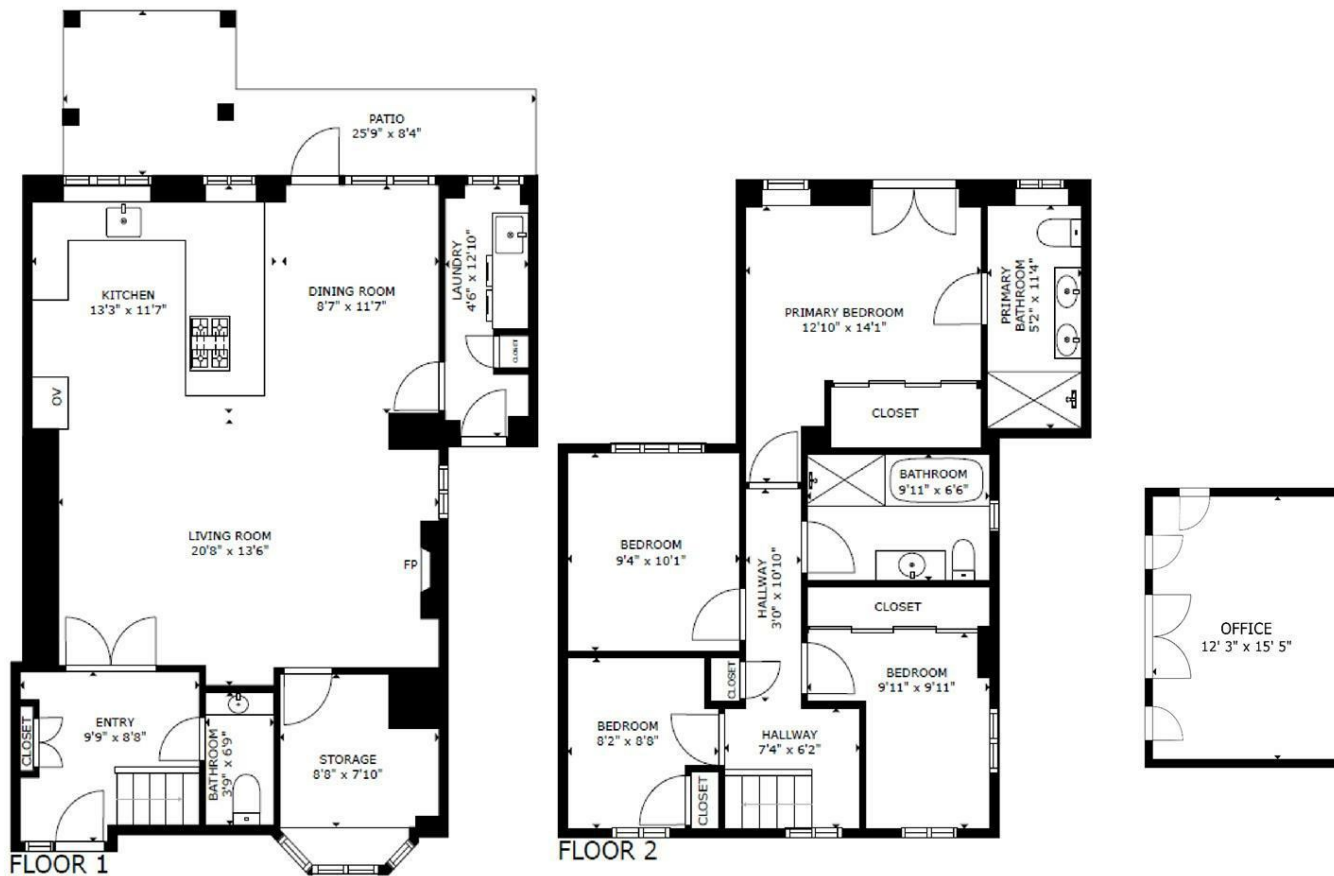 PATIO
25'9" x 8'4"
KITCHEN
13'3" x 11'7"
DINING ROOM
8'7" x 11'7"
LAUNDRY
4'6" x 12'10"
CLOSET
OV
LIVING ROOM
20'8" x 13'6"
FP
ENTRY
9'9" x 8'8"
CLOSET
BATHROOM
3'9" x 6'9"
STORAGE
8'8" x 7'10"
FLOOR 1
PRIMARY BEDROOM
12'10" x 14'1"
PRIMARY
BATHROOM
5'2" x 11'4"
CLOSET
BATHROOM
9'11" x 6'6"
BEDROOM
9'4" x 10'1"
HALLWAY
3'0" x 10'10"
CLOSET
CLOSET
BEDROOM
9'11" x 9'11"
BEDROOM
8'2" x 8'8"
HALLWAY
7'4" x 6'2"
CLOSET
FLOOR 2
OFFICE
12' 3" x 15' 5"